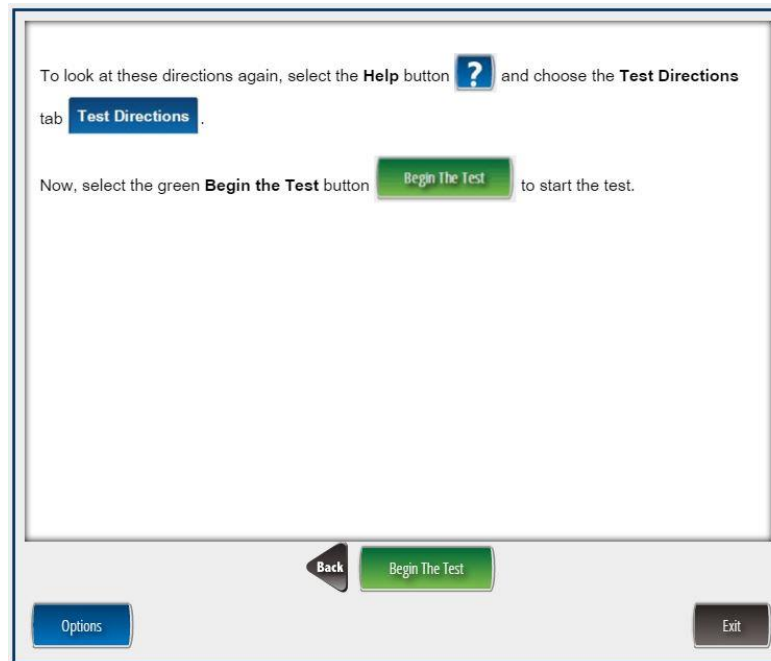 To look at these directions again, select the Help button ? and choose the Test Directions
tab Test Directions .
Now, select the green Begin the Test button Begin The Test to start the test.
Back Begin The Test
Options Exit